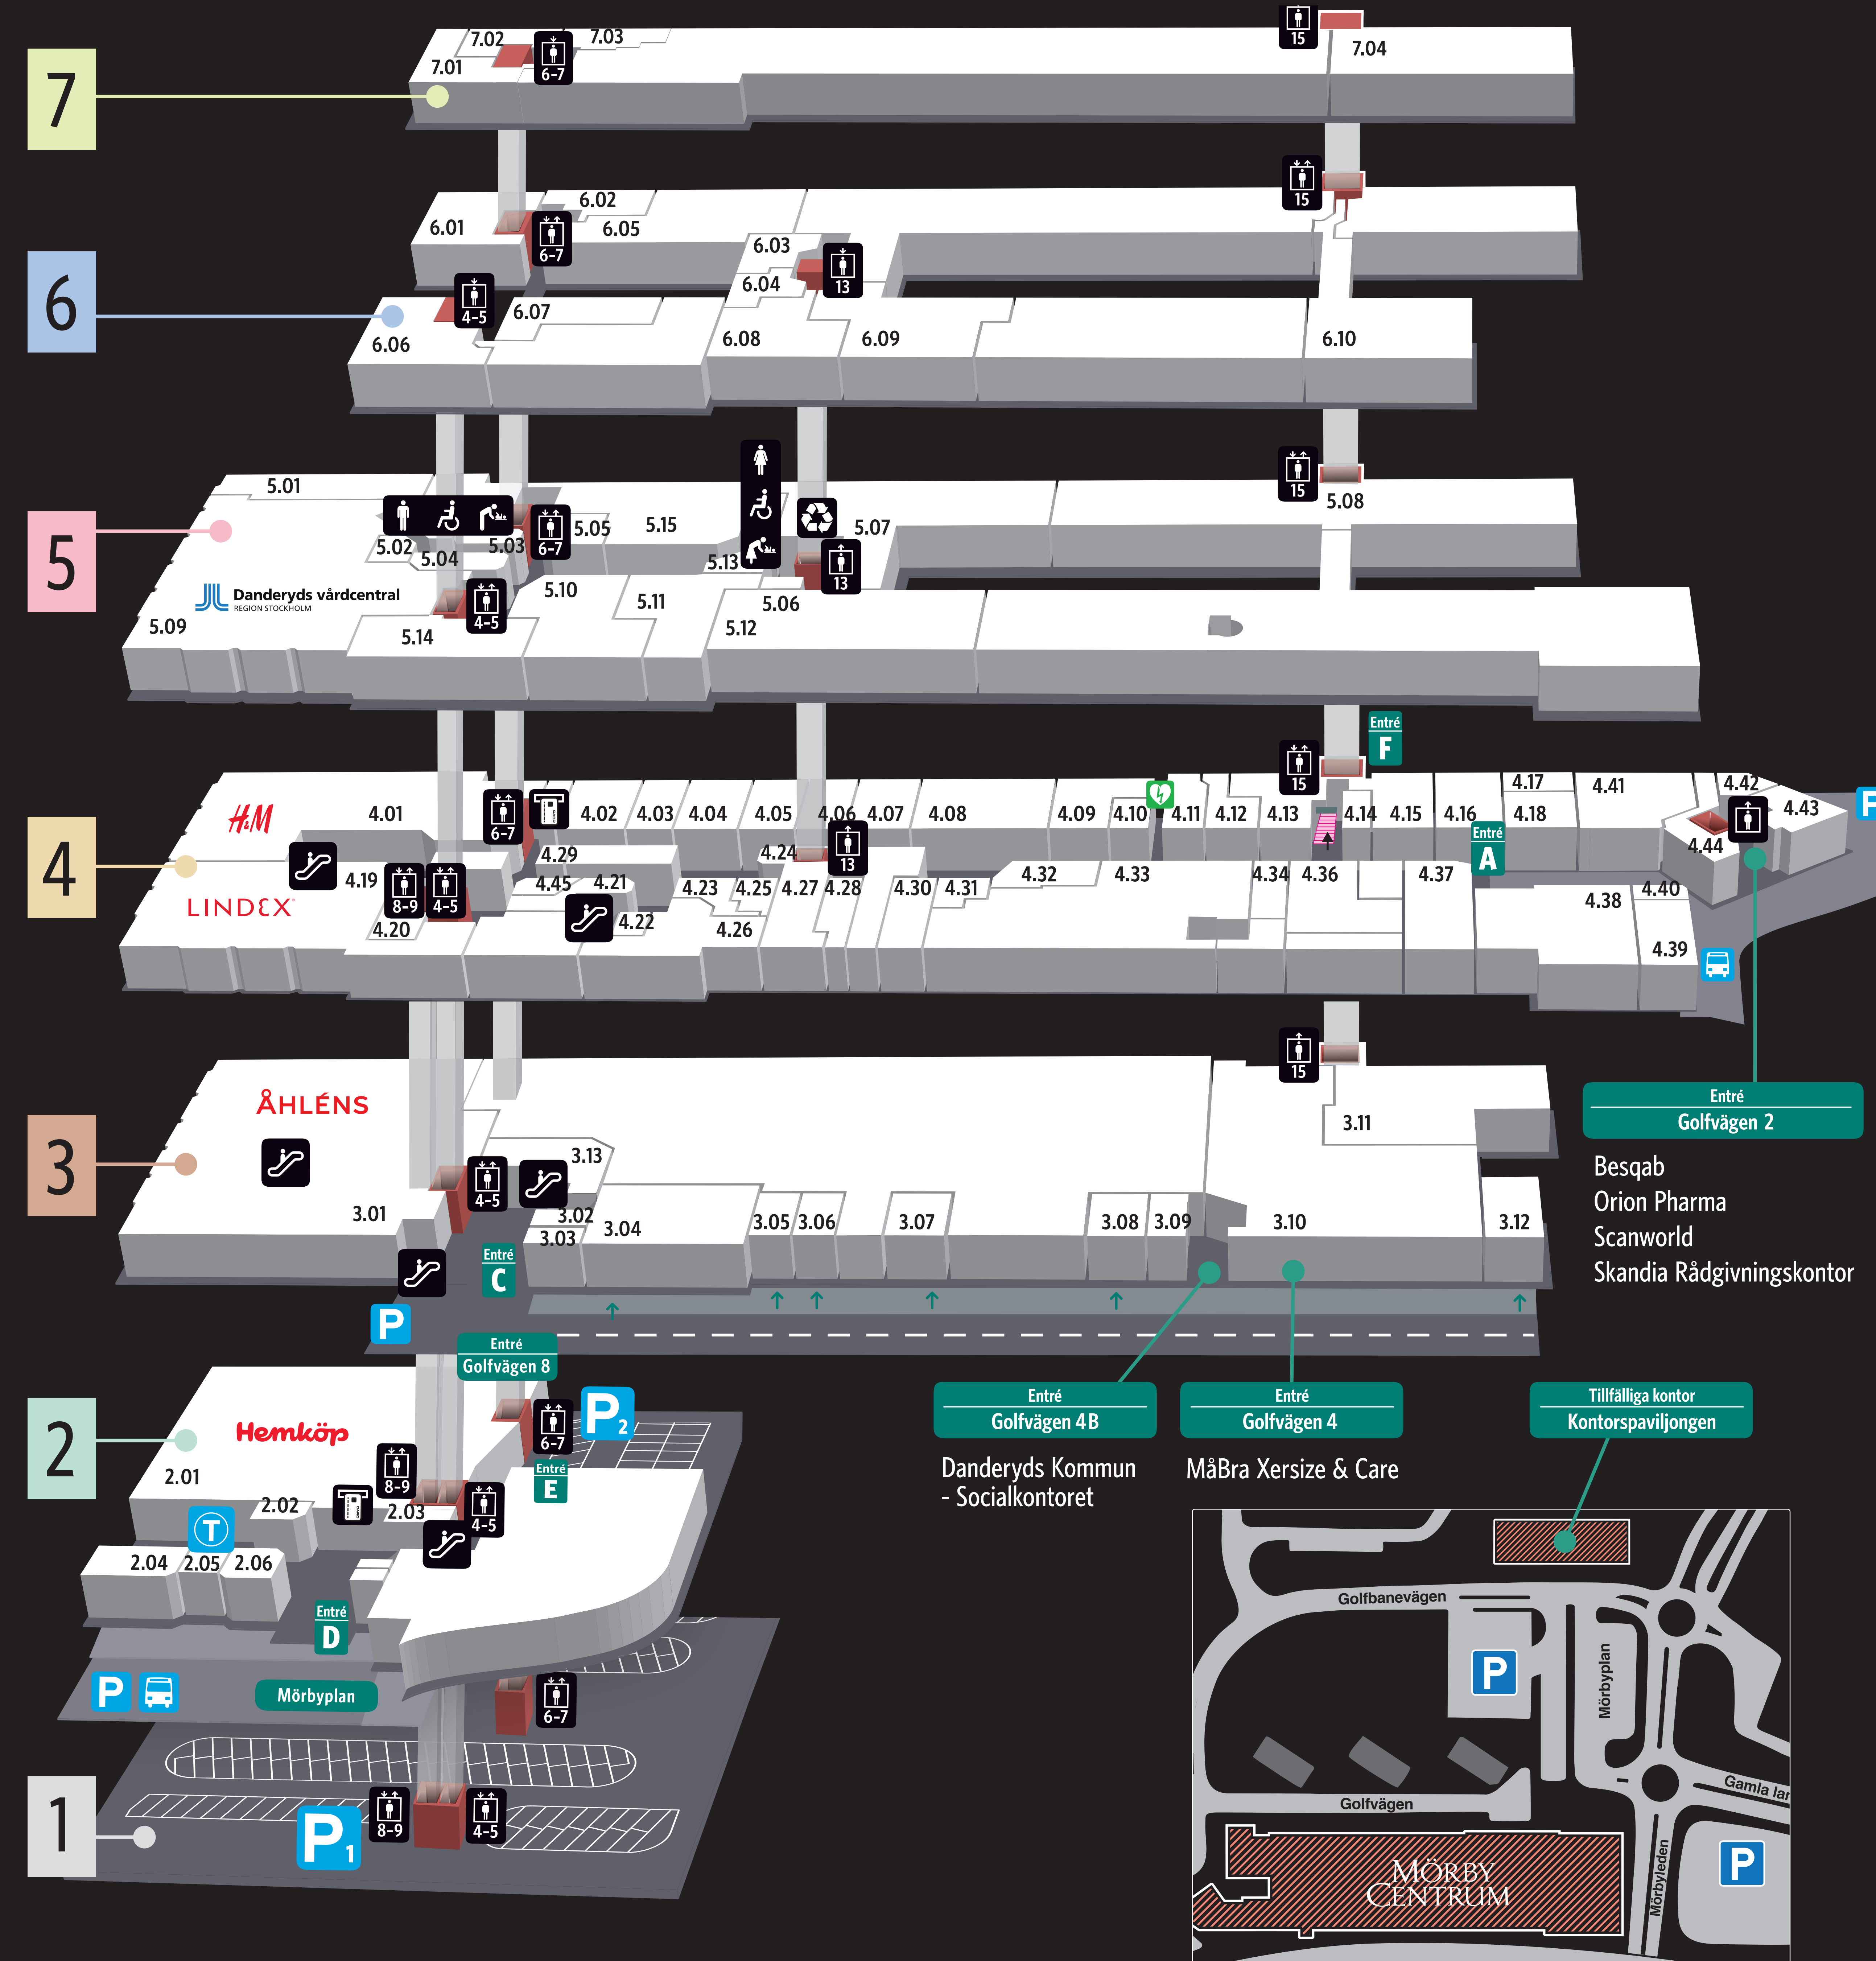 7
7.01
7.02
6-7
7.03
15
7.04
6
6.01
6-7
6.02
6.05
6.03
6.04
13
15
4-5
6.06
6.07
6.08
6.09
6.10
5
5.01
5.02
5.04
5.03
6-7
5.05
5.15
5.13
13
5.07
15
5.08
Danderyds vårdcentral
REGION STOCKHOLM
5.09
5.14
4-5
5.10
5.11
5.12
5.06
4
H&M
4.01
6-7
4.02
4.03
4.04
4.05
4.06
4.07
4.08
4.09
4.10
4.11
4.12
4.13
15
Entré
F
4.14
4.15
4.16
4.17
4.18
4.41
4.42
4.43
4.44
P
Entré
A
LINDEX
4.19
4.20
8-9
4-5
4.29
4.45
4.21
4.22
4.23
4.24
13
4.25
4.26
4.27
4.28
4.30
4.31
4.32
4.33
4.34
4.36
4.37
4.38
4.40
4.39
Entré
Golfvägen 2
Besqab
Orion Pharma
Scanworld
Skandia Rådgivningskontor
3
ÅHLÉNS
3.01
4-5
3.13
3.02
3.03
3.04
3.05
3.06
3.07
3.08
3.09
3.10
15
3.11
3.12
Entré
C
P
Entré
Golfvägen 8
Entré
Golfvägen 4B
Danderyds Kommun
- Socialkontoret
Entré
Golfvägen 4
MåBra Xersize & Care
Tillfälliga kontor
Kontorspaviljongen
2
Hemköp
2.01
2.02
8-9
2.03
4-5
6-7
P2
Entré
E
T
2.04
2.05
2.06
Entré
D
P
Mörbyplan
6-7
1
P1
8-9
4-5
Golfbanevägen
P
Mörbyplan
Golfvägen
Gamla lan
Mörbyleden
P
MÖRBY
CENTRUM